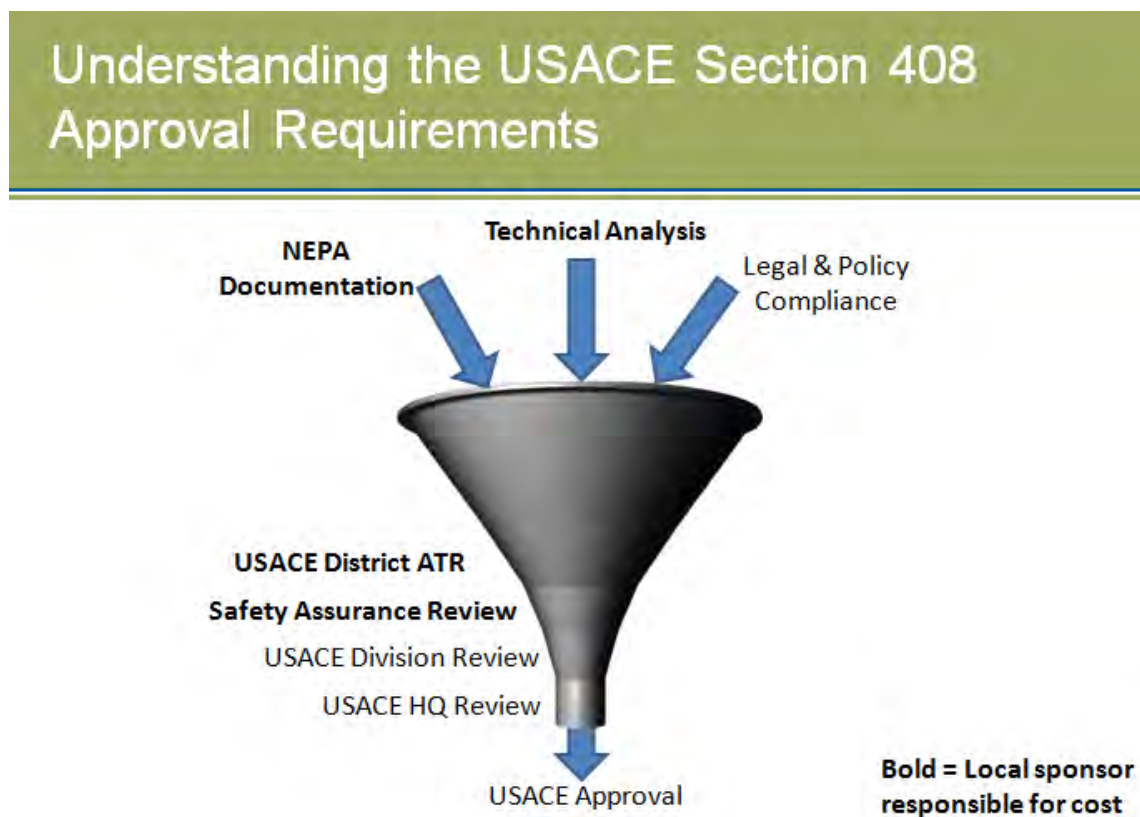 Understanding the USACE Section 408
Approval Requirements
Technical Analysis
NEPA
Documentation
Legal & Policy
Compliance
USACE District ATR
Safety Assurance Review
USACE Division Review
USACE HQ Review
USACE Approval
Bold = Local sponsor
responsible for cost